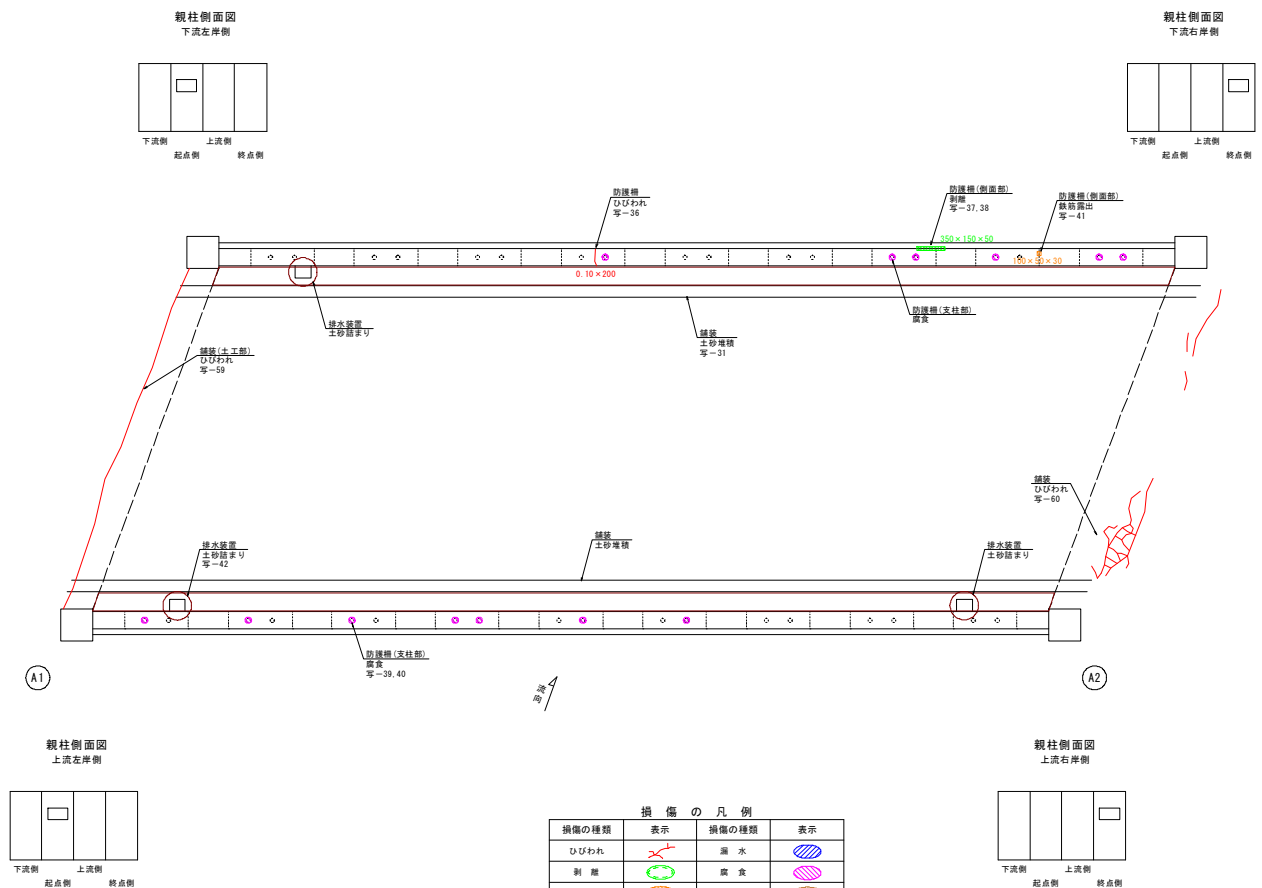 親柱側面図
下流左岸側
下流側
上流側
起点側
終点側
親柱側面図
下流右岸側
下流側
上流側
起点側
終点側
防護柵
ひびわれ
写-36
防護柵(側面部)
剥離
写-37,38
防護柵(側面部)
鉄筋露出
写-41
350×150×50
0.10×200
排水装置
土砂詰まり
舗装
土砂堆積
写-31
防護柵(支柱部)
腐食
舗装(土工部)
ひびわれ
写-59
舗装
ひびわれ
写-60
排水装置
土砂詰まり
写-42
舗装
土砂堆積
排水装置
土砂詰まり
防護柵(支柱部)
腐食
写-39,40
A1
流向
A2
親柱側面図
上流左岸側
下流側
上流側
起点側
終点側
親柱側面図
上流右岸側
下流側
上流側
起点側
終点側
損傷の凡例
損傷の種類 表示 損傷の種類 表示
ひびわれ 漏水
剥離 腐食